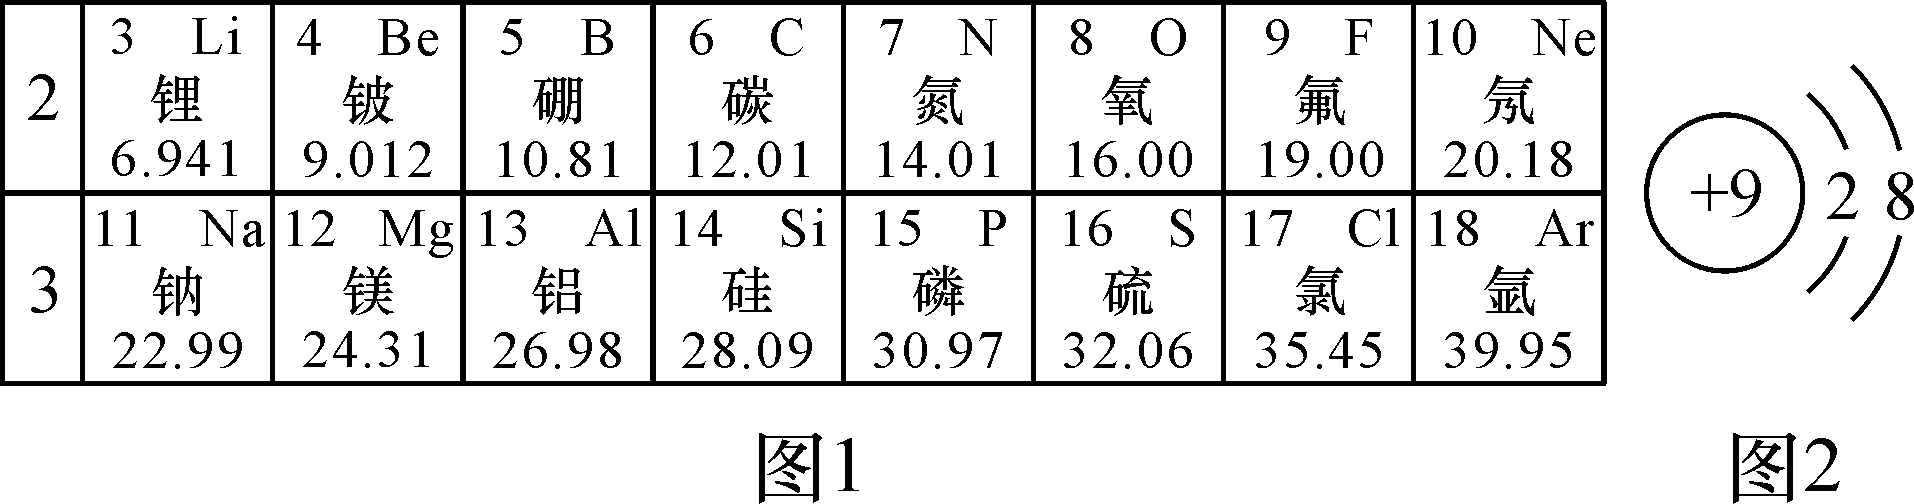 2
3 Li
锂
6.941
4 Be
铍
9.012
5 B
硼
10.81
6 C
碳
12.01
7 N
氮
14.01
8 O
氧
16.00
9 F
氟
19.00
10 Ne
氖
20.18
3
11 Na
钠
22.99
12 Mg
镁
24.31
13 Al
铝
26.98
14 Si
硅
28.09
15 P
磷
30.97
16 S
硫
32.06
17 Cl
氯
35.45
18 Ar
氩
39.95
图1
+9 2 8
图2